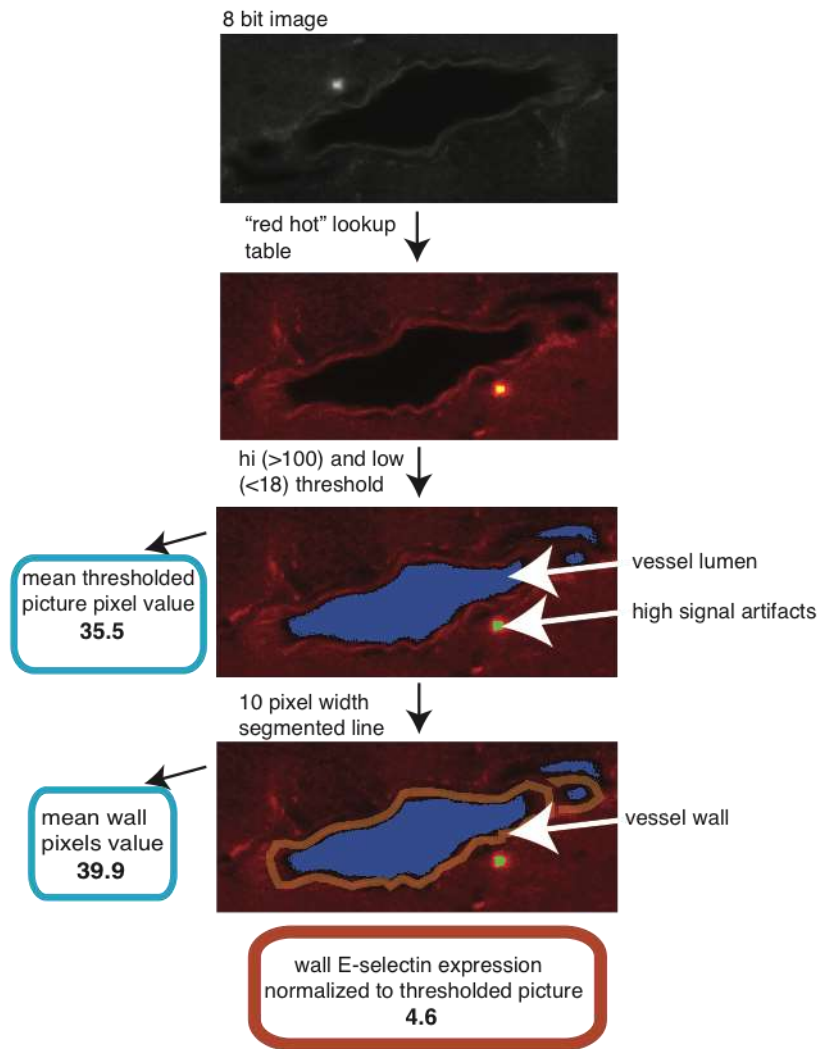 8 bit image
“red hot” lookup
table
hi (>100) and low
(<18) threshold
mean thresholded
picture pixel value
35.5
vessel lumen
high signal artifacts
10 pixel width
segmented line
mean wall
pixels value
39.9
vessel wall
wall E-selectin expression
normalized to thresholded picture
4.6